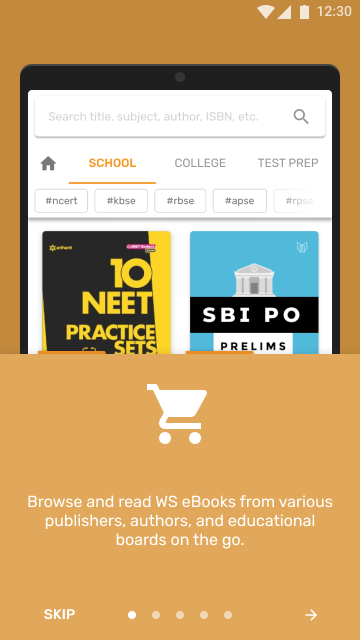 12:30
Search title, subject, author, ISBN, etc.
SCHOOL COLLEGE TEST PREP
#ncert #kbse #rbse #apse #rpse
arihant
10
NEET
PRACTICE
SETS
SBI PO
PRELIMS
Browse and read WS eBooks from various
publishers, authors, and educational
boards on the go.
SKIP